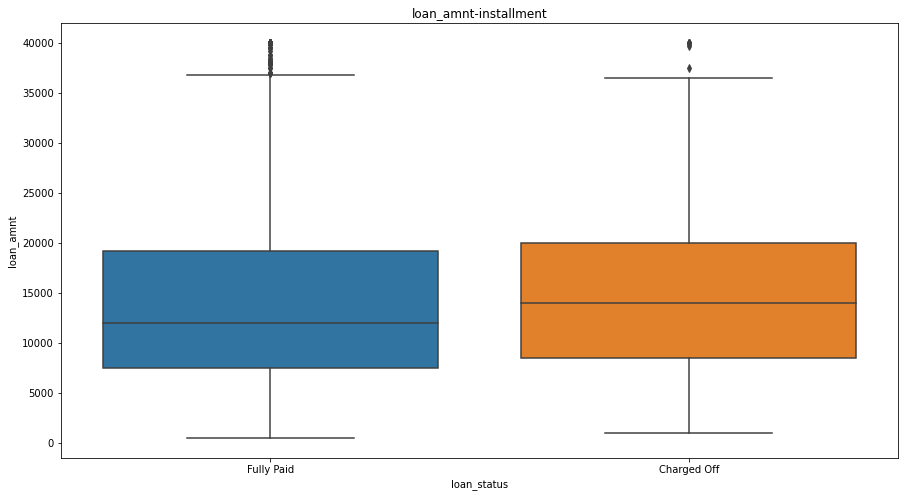 loan_amnt-installment
40000
35000
30000
25000
20000
15000
10000
5000
0
loan_amnt
Fully Paid
Charged Off
loan_status